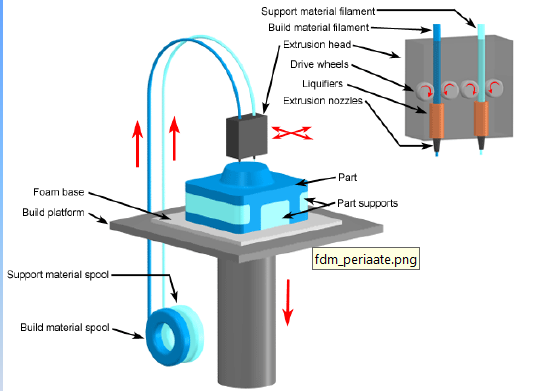 Support material filament
Build material filament
Extrusion head
Drive wheels
Liquifiers
Extrusion nozzles
Part
Foam base
Part supports
Build platform
fdm_periaate.png
Support material spool
Build material spool